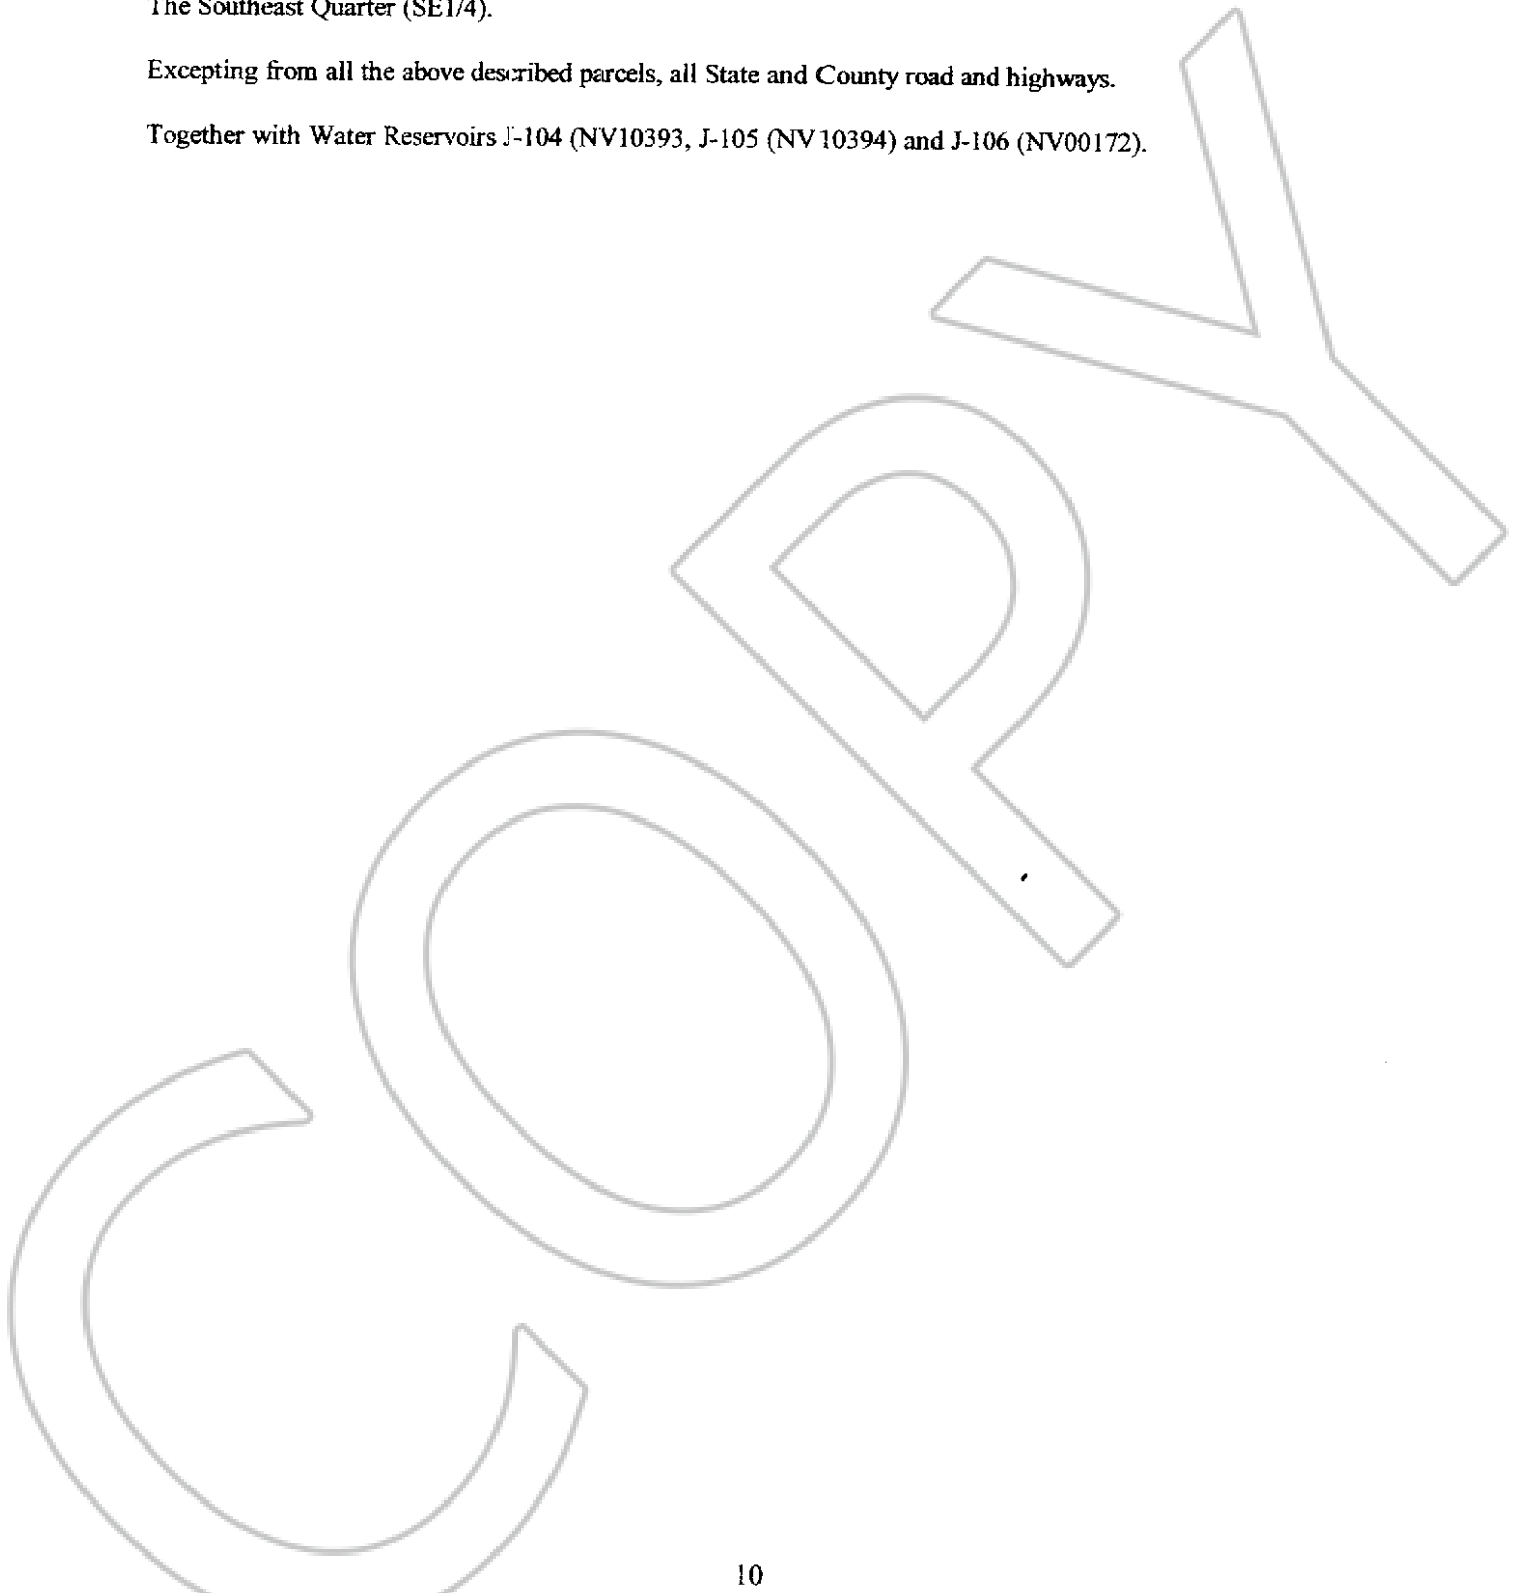 The Southeast Quarter (SE1/4).
Excepting from all the above described parcels, all State and County road and highways.
Together with Water Reservoirs J-104 (NV10393, J-105 (NV10394) and J-106 (NV00172).
COPY
10